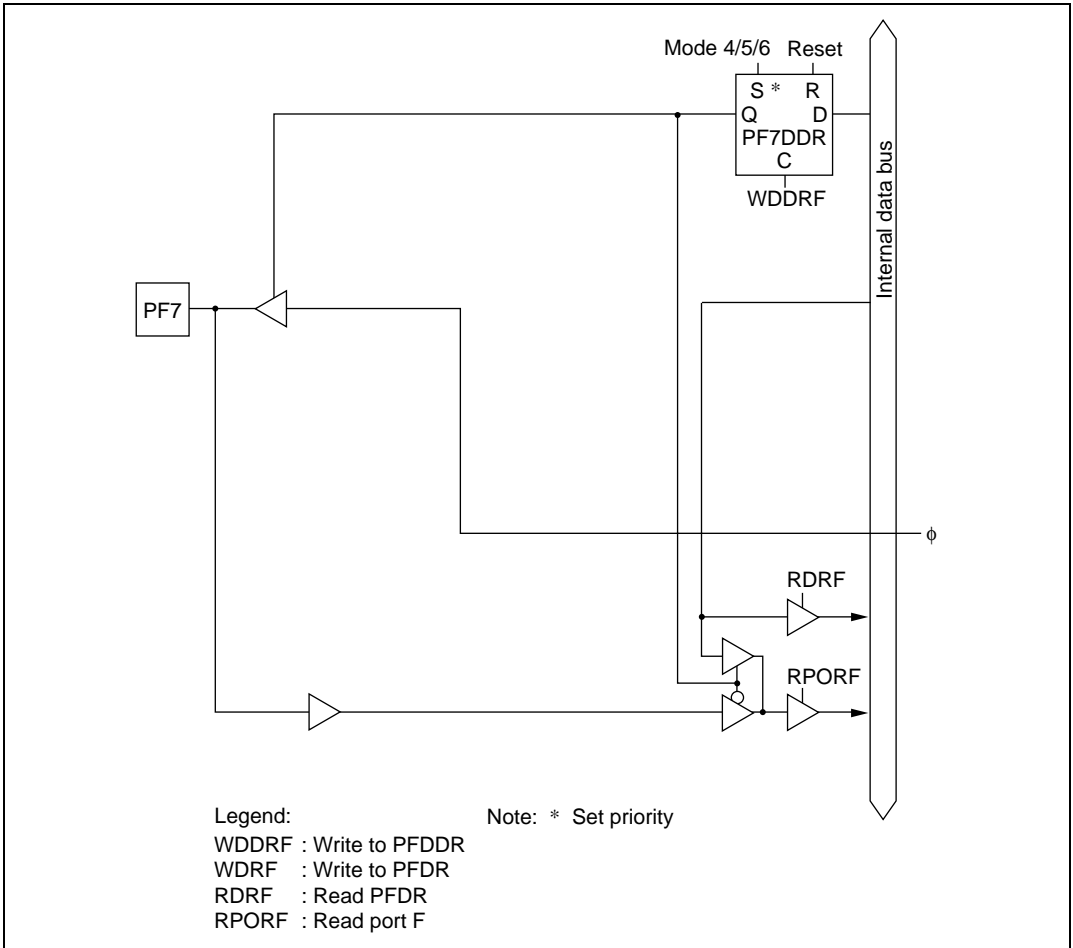 Mode 4/5/6 Reset
S * R
Q D
PF7DDR
C
WDDRF
Internal data bus
PF7
ϕ
RDRF
RPORF
Legend:
WDDRF : Write to PFDDR
WDRF : Write to PFDR
RDRF : Read PFDR
RPORF : Read port F
Note: * Set priority